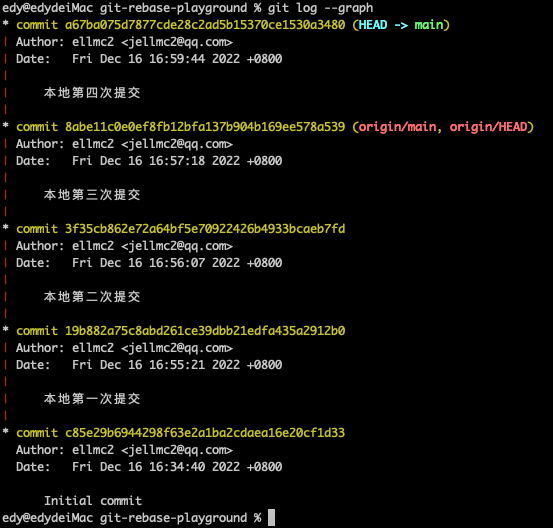 edy@edydeiMac git-rebase-playground % git log --graph
* commit a67ba075d7877cde28c2ad5b15370ce1530a3480 (HEAD -> main)
| Author: ellmc2 <jellmc2@qq.com>
| Date:   Fri Dec 16 16:59:44 2022 +0800
|
|     本地第四次提交
|
* commit 8abe11c0e0ef8fb12bfa137b904b169ee578a539 (origin/main, origin/HEAD)
| Author: ellmc2 <jellmc2@qq.com>
| Date:   Fri Dec 16 16:57:18 2022 +0800
|
|     本地第三次提交
|
* commit 3f35cb862e72a64bf5e70922426b4933bcaeb7fd
| Author: ellmc2 <jellmc2@qq.com>
| Date:   Fri Dec 16 16:56:07 2022 +0800
|
|     本地第二次提交
|
* commit 19b882a75c8abd261ce39dbb21edfa435a2912b0
| Author: ellmc2 <jellmc2@qq.com>
| Date:   Fri Dec 16 16:55:21 2022 +0800
|
|     本地第一次提交
|
* commit c85e29b6944298f63e2a1ba2cdaea16e20cf1d33
  Author: ellmc2 <jellmc2@qq.com>
  Date:   Fri Dec 16 16:34:40 2022 +0800

      Initial commit
edy@edydeiMac git-rebase-playground %